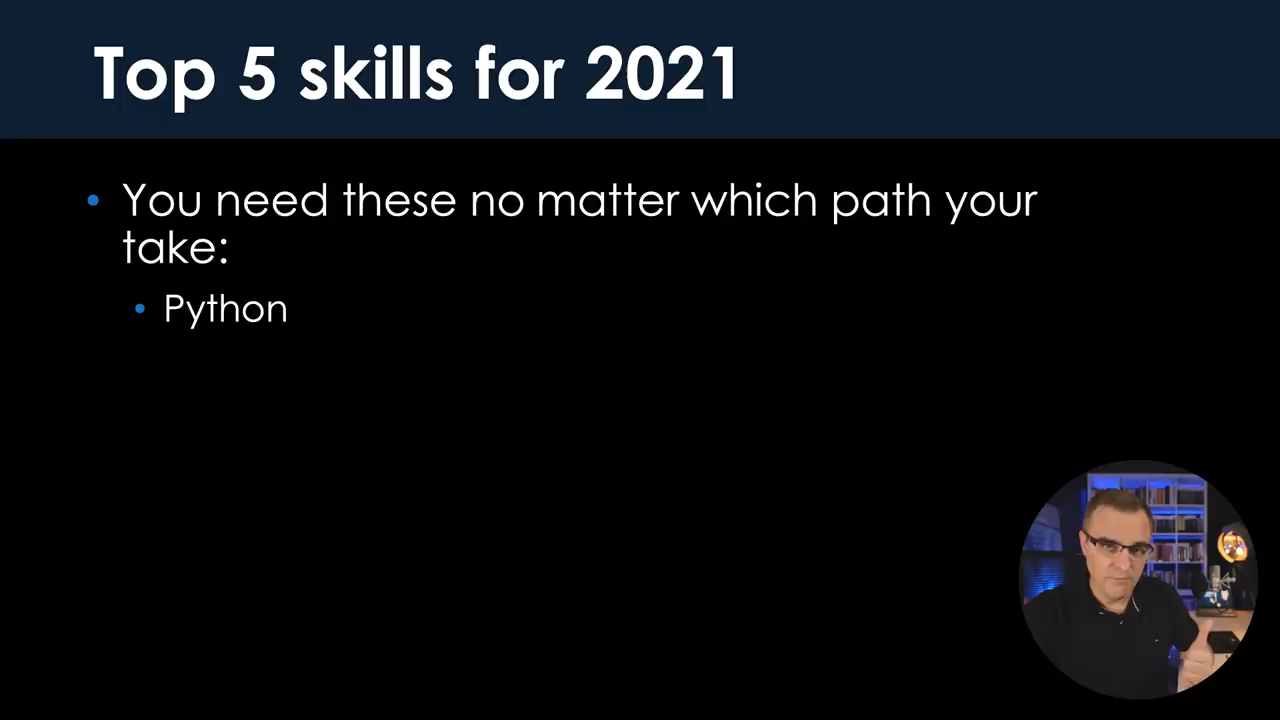 Top 5 skills for 2021
• You need these no matter which path your
take:
• Python